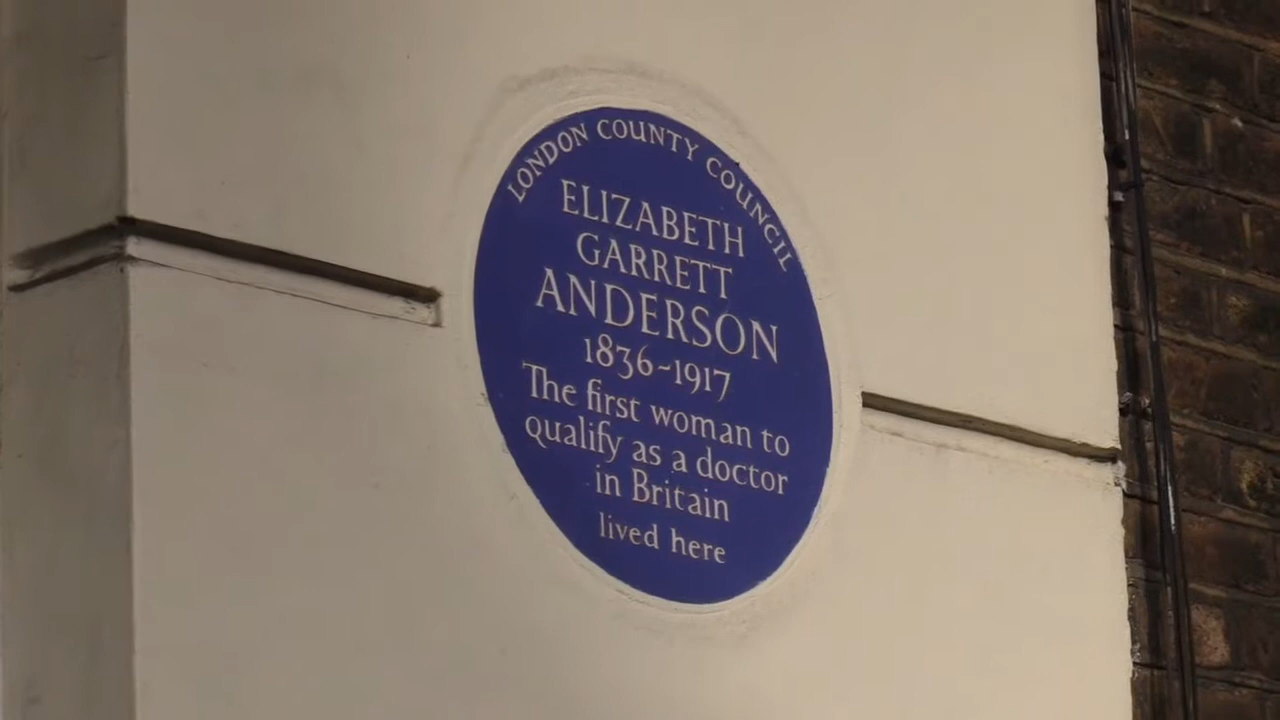 LONDON COUNTY COUNCIL
ELIZABETH
GARRETT
ANDERSON
1836-1917
The first woman to
qualify as a doctor
in Britain
lived here